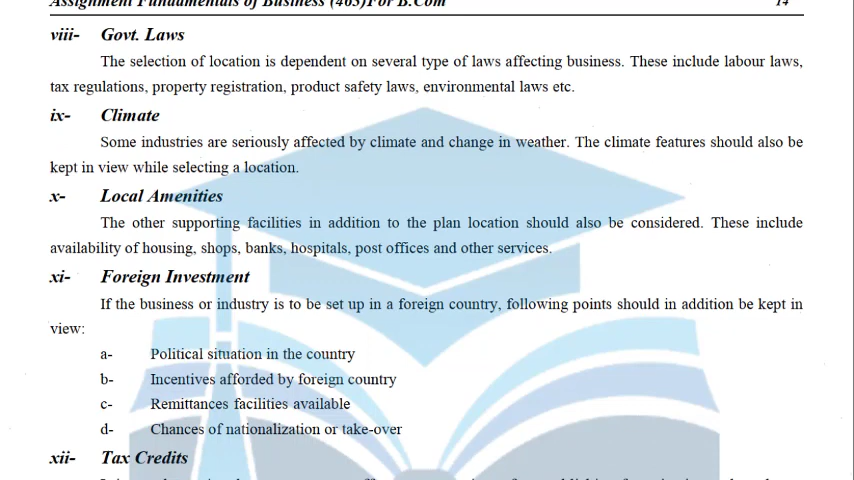 Assignment Fundamentals of Business (463)For B.Com 14
viii- Govt. Laws
The selection of location is dependent on several type of laws affecting business. These include labour laws,
tax regulations, property registration, product safety laws, environmental laws etc.
ix- Climate
Some industries are seriously affected by climate and change in weather. The climate features should also be
kept in view while selecting a location.
x- Local Amenities
The other supporting facilities in addition to the plan location should also be considered. These include
availability of housing, shops, banks, hospitals, post offices and other services.
xi- Foreign Investment
If the business or industry is to be set up in a foreign country, following points should in addition be kept in
view:
a- Political situation in the country
b- Incentives afforded by foreign country
c- Remittances facilities available
d- Chances of nationalization or take-over
xii- Tax Credits